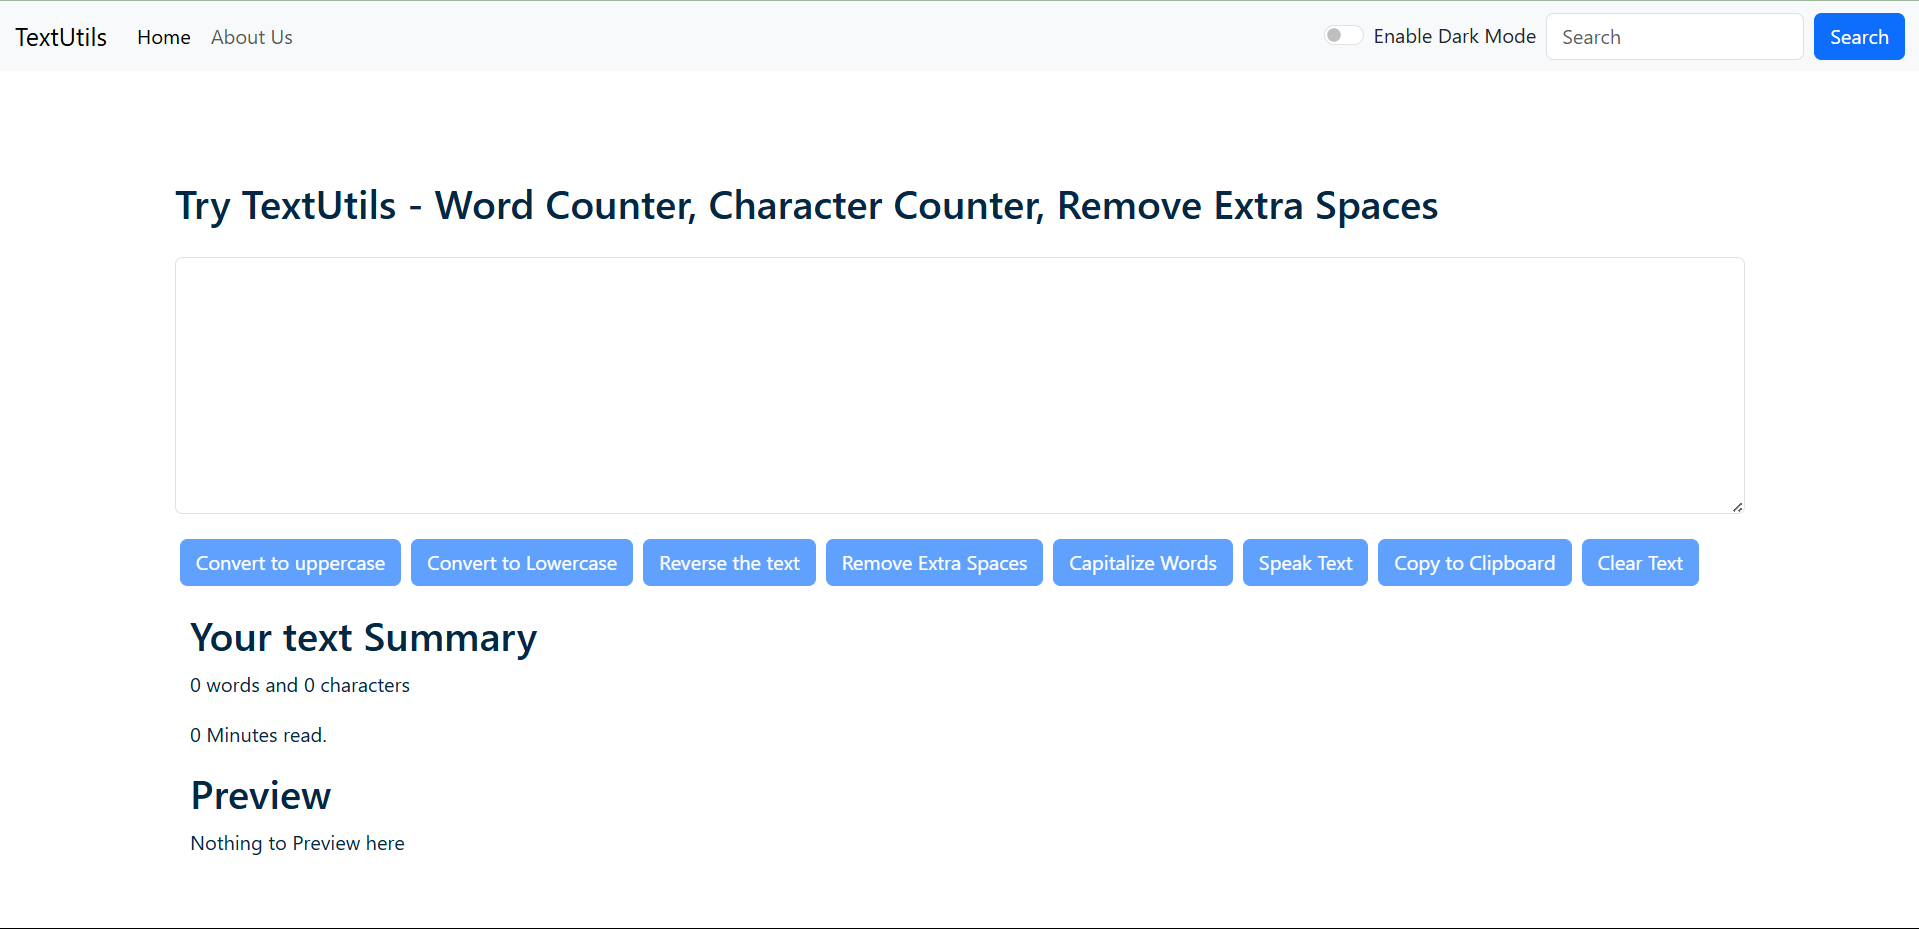 TextUtils Home About Us Enable Dark Mode Search Search
Try TextUtils - Word Counter, Character Counter, Remove Extra Spaces
Convert to uppercase Convert to Lowercase Reverse the text Remove Extra Spaces Capitalize Words Speak Text Copy to Clipboard Clear Text
Your text Summary
0 words and 0 characters
0 Minutes read.
Preview
Nothing to Preview here